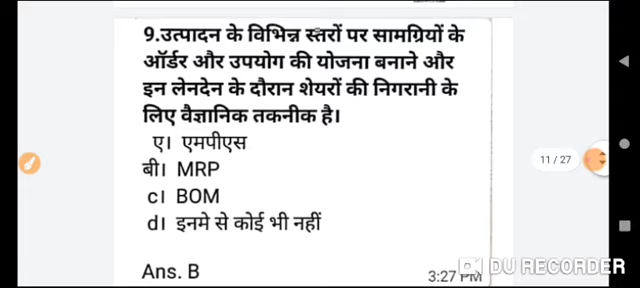 9.उत्पादन के विभिन्न स्तरों पर सामग्रियों के
ऑर्डर और उपयोग की योजना बनाने और
इन लेनदेन के दौरान शेयरों की निगरानी के
लिए वैज्ञानिक तकनीक है।
ए। एमपीएस
बी। MRP
c। BOM
d। इनमे से कोई भी नहीं
Ans. B
3:27 PM
11 / 27
DU RECORDER